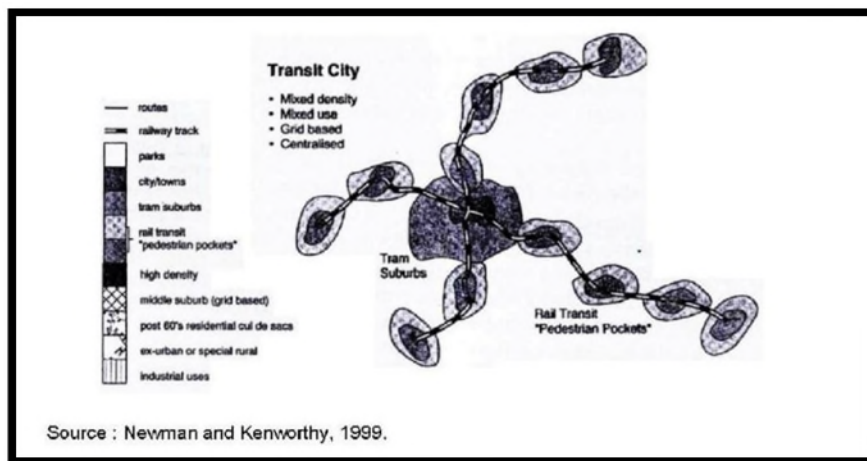 Transit City
• Mixed density
• Mixed use
• Grid based
• Centralised
routes
railway track
parks
city/towns
tram suburbs
rail transit
"pedestrian pockets"
high density
middle suburb (grid based)
post 60's residential cul de sacs
ex-urban or special rural
industrial uses
Tram
Suburbs
Rail Transit
"Pedestrian Pockets"
Source : Newman and Kenworthy, 1999.